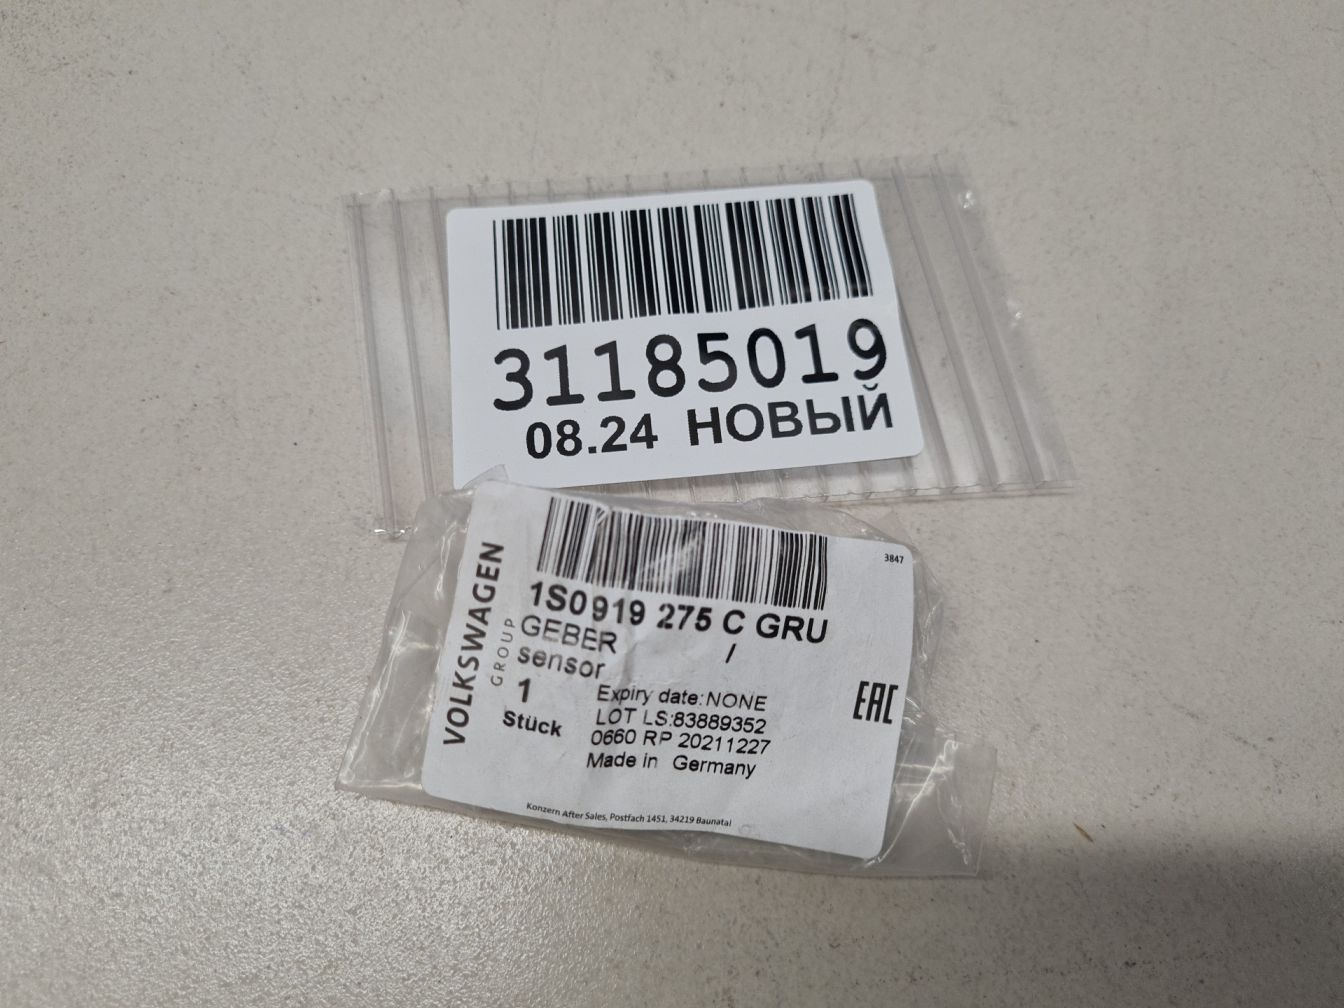 31185019
08.24 НОВЫЙ
VOLKSWAGEN
GROUP
3847
1S0919 275 C GRU
GEBER /
sensor
1
Stück
Expiry date:NONE
LOT LS:83889352
0660 RP 20211227
Made in Germany
EAC
Konzern After Sales, Postfach 1451, 34219 Baunatal